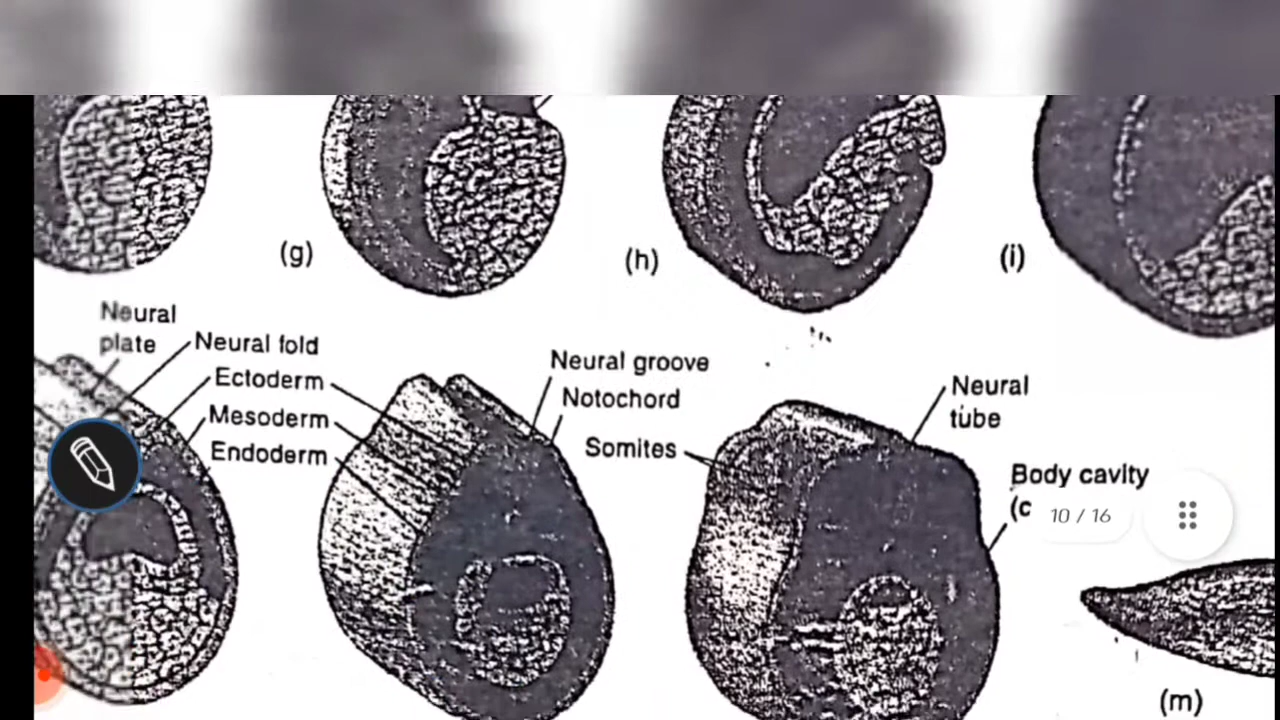 (g)
(h)
(i)
Neural
plate
Neural fold
Ectoderm
Mesoderm
Endoderm
Neural groove
Notochord
Somites
Neural
tube
Body cavity
(c
10 / 16
(m)